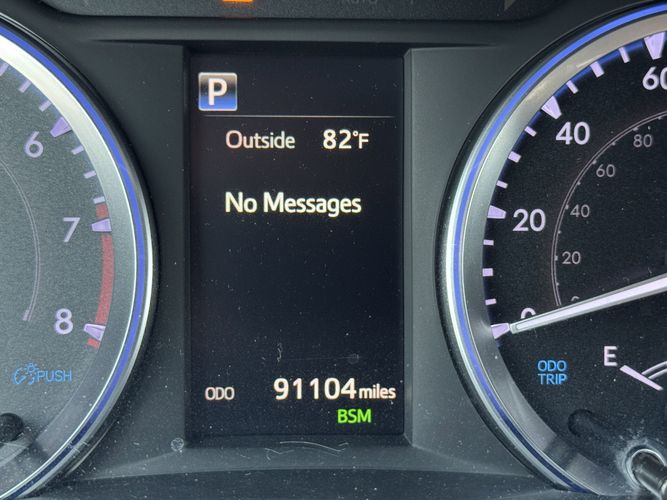 P
Outside 82°F
No Messages
ODO 91104 miles
BSM
6
7
8
PUSH
60
40
20
0
80
60
40
20
0
ODO
TRIP
E